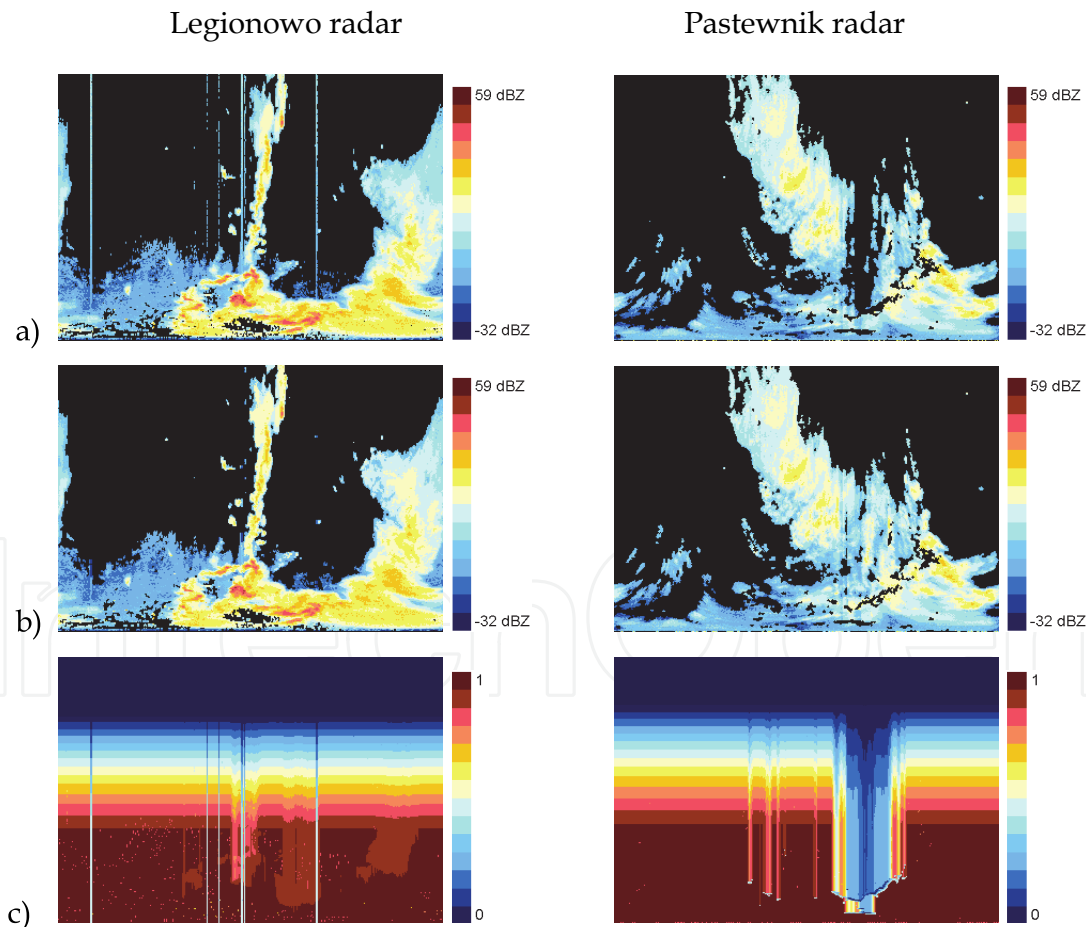 Legionowo radar
Pastewnik radar
59 dBZ
59 dBZ
a)
-32 dBZ
-32 dBZ
59 dBZ
59 dBZ
b)
-32 dBZ
-32 dBZ
1
1
c)
0
0